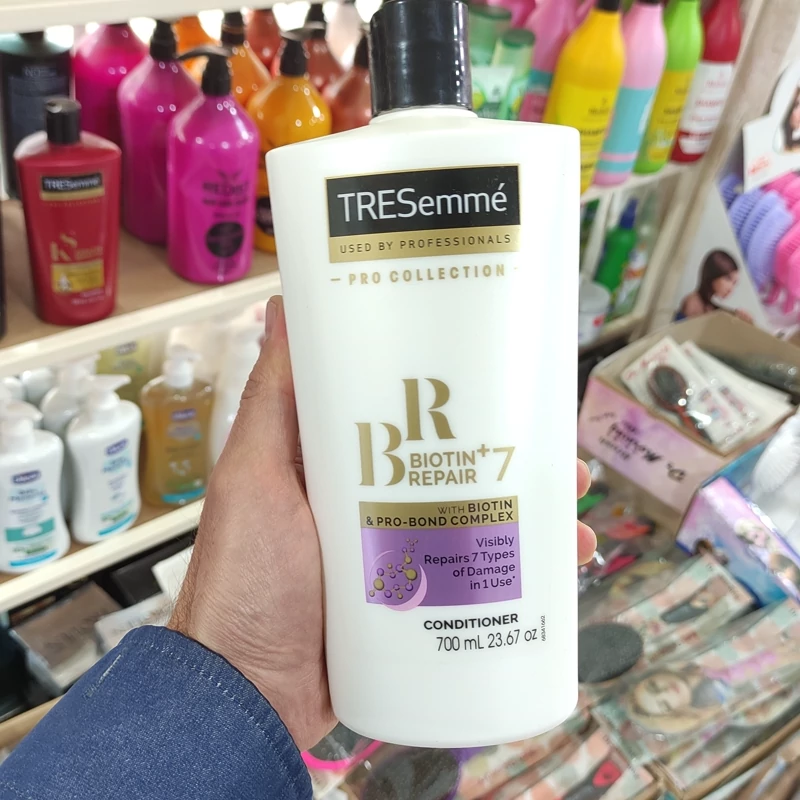 TRESemmé
USED BY PROFESSIONALS
PRO COLLECTION
BR
BIOTIN+7
REPAIR
WITH BIOTIN
& PRO-BOND COMPLEX
Visibly
Repairs 7 Types
of Damage
in 1 Use*
CONDITIONER
700 mL 23.67 oz
TRESemmé
KS